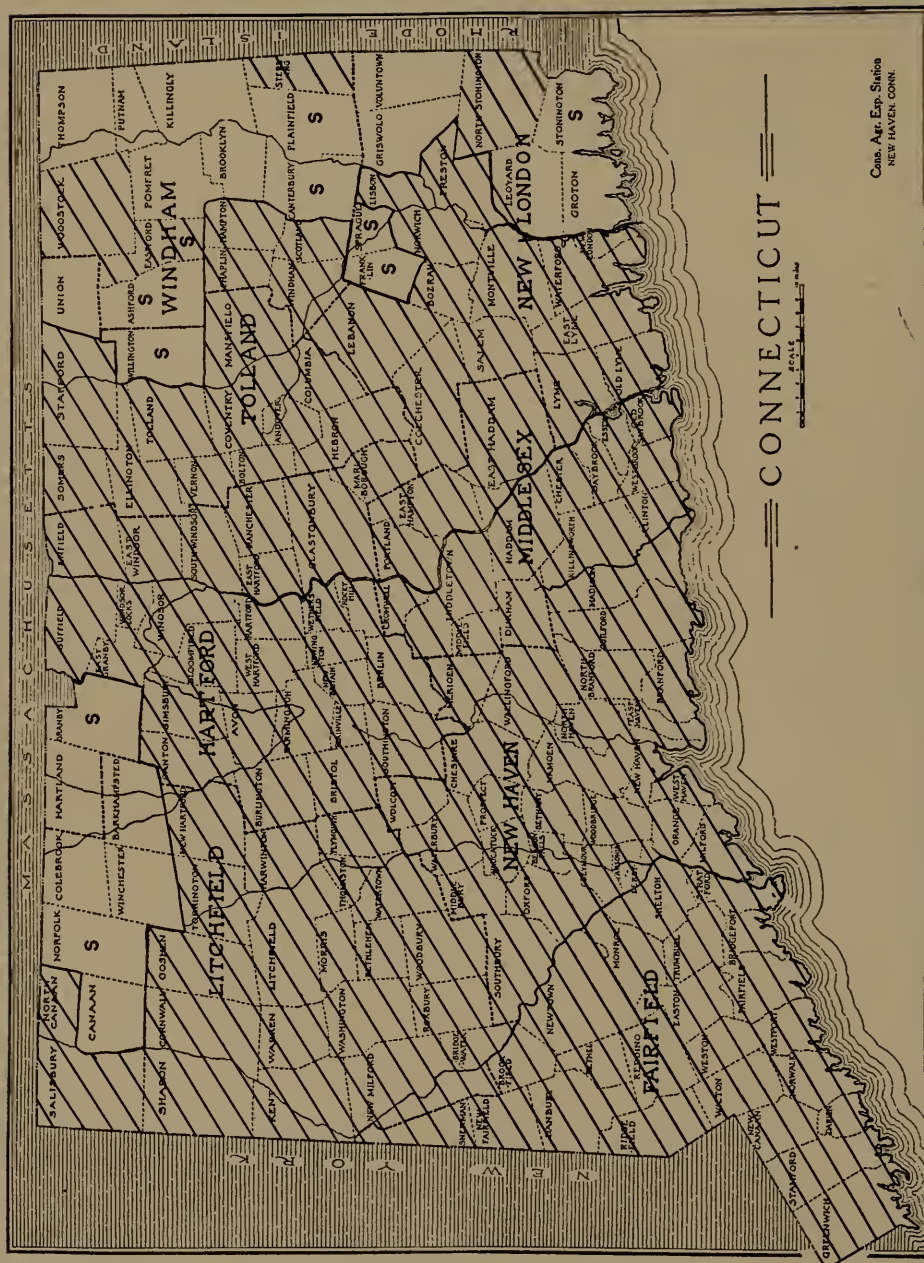 MASSACHUSETTS
SALISBURY
NORTH CANAAN
NORFOLK
COLEBROOK
HARTLAND
GRANBY
SUFFIELD
ENFIELD
SOMERS
STAFFORD
UNION
WOODSTOCK
THOMPSON
CANAAN
S
WINCHESTER
BARKHAMSTED
S
EAST GRANBY
WINDSOR LOCKS
EAST WINDSOR
ELLINGTON
WILLINGTON
ASHFORD
EASTFORD
POMFRET
PUTNAM
KILLINGLY
SHARON
CORNWALL
GOSHEN
TORRINGTON
NEW HARTFORD
CANTON
SIMSBURY
BLOOMFIELD
WINDSOR
SOUTH WINDSOR
VERNON
TOLLAND
S
S
WINDHAM
S
BROOKLYN
LITCHFIELD
HARTFORD
TOLLAND
KENT
WARREN
LITCHFIELD
HARWINTON
BURLINGTON
AVON
WEST HARTFORD
HARTFORD
EAST HARTFORD
MANCHESTER
BOLTON
COVENTRY
MANSFIELD
CHAPLIN
HAMPTON
CANTERBURY
S
PLAINFIELD
S
STERLING
NEW MILFORD
WASHINGTON
MORRIS
BETHLEHEM
THOMASTON
WATERTOWN
PLYMOUTH
BRISTOL
FARMINGTON
PLAINVILLE
NEW BRITAIN
NEWINGTON
WETHERSFIELD
ROCKY HILL
GLASTONBURY
ANDOVER
HEBRON
COLUMBIA
WINDHAM
SCOTLAND
ROXBURY
WOODBURY
WATERBURY
WOLCOTT
SOUTHINGTON
BERLIN
CROMWELL
PORTLAND
MARLBOROUGH
LEBANON
FRANKLIN
S
SPRAGUE
S
LISBON
GRISWOLD
VOLUNTOWN
SHERMAN
NEW FAIRFIELD
BRIDGEWATER
BROOKFIELD
SOUTHBURY
MIDDLEBURY
NAUGATUCK
PROSPECT
CHESHIRE
MERIDEN
MIDDLETOWN
MIDDLEFIELD
EAST HAMPTON
COLCHESTER
BOZRAH
NORWICH
PRESTON
NORTH STONINGTON
DANBURY
BETHEL
NEWTOWN
OXFORD
BEACON FALLS
BETHANY
NEW HAVEN
WALLINGFORD
DURHAM
HADDAM
EAST HADDAM
MIDDLESEX
SALEM
MONTVILLE
NEW LONDON
LEDYARD
RIDGEFIELD
REDDING
FAIRFIELD
MONROE
SEYMOUR
ANSONIA
DERBY
WOODBRIDGE
HAMDEN
NORTH HAVEN
NORTH BRANFORD
GUILFORD
MADISON
KILLINGWORTH
CHESTER
LYME
EAST LYME
WATERFORD
NEW LONDON
GROTON
STONINGTON
S
WILTON
WESTON
EASTON
TRUMBULL
SHELTON
ORANGE
WEST HAVEN
NEW HAVEN
EAST HAVEN
BRANFORD
CLINTON
WESTBROOK
SAYBROOK
ESSEX
OLD SAYBROOK
OLD LYME
NEW CANAAN
NORWALK
WESTPORT
FAIRFIELD
BRIDGEPORT
STRATFORD
MILFORD
GREENWICH
STAMFORD
DARIEN
NEW YORK
RHODE ISLAND
CONNECTICUT
SCALE
Conn. Agr. Exp. Station
NEW HAVEN, CONN.